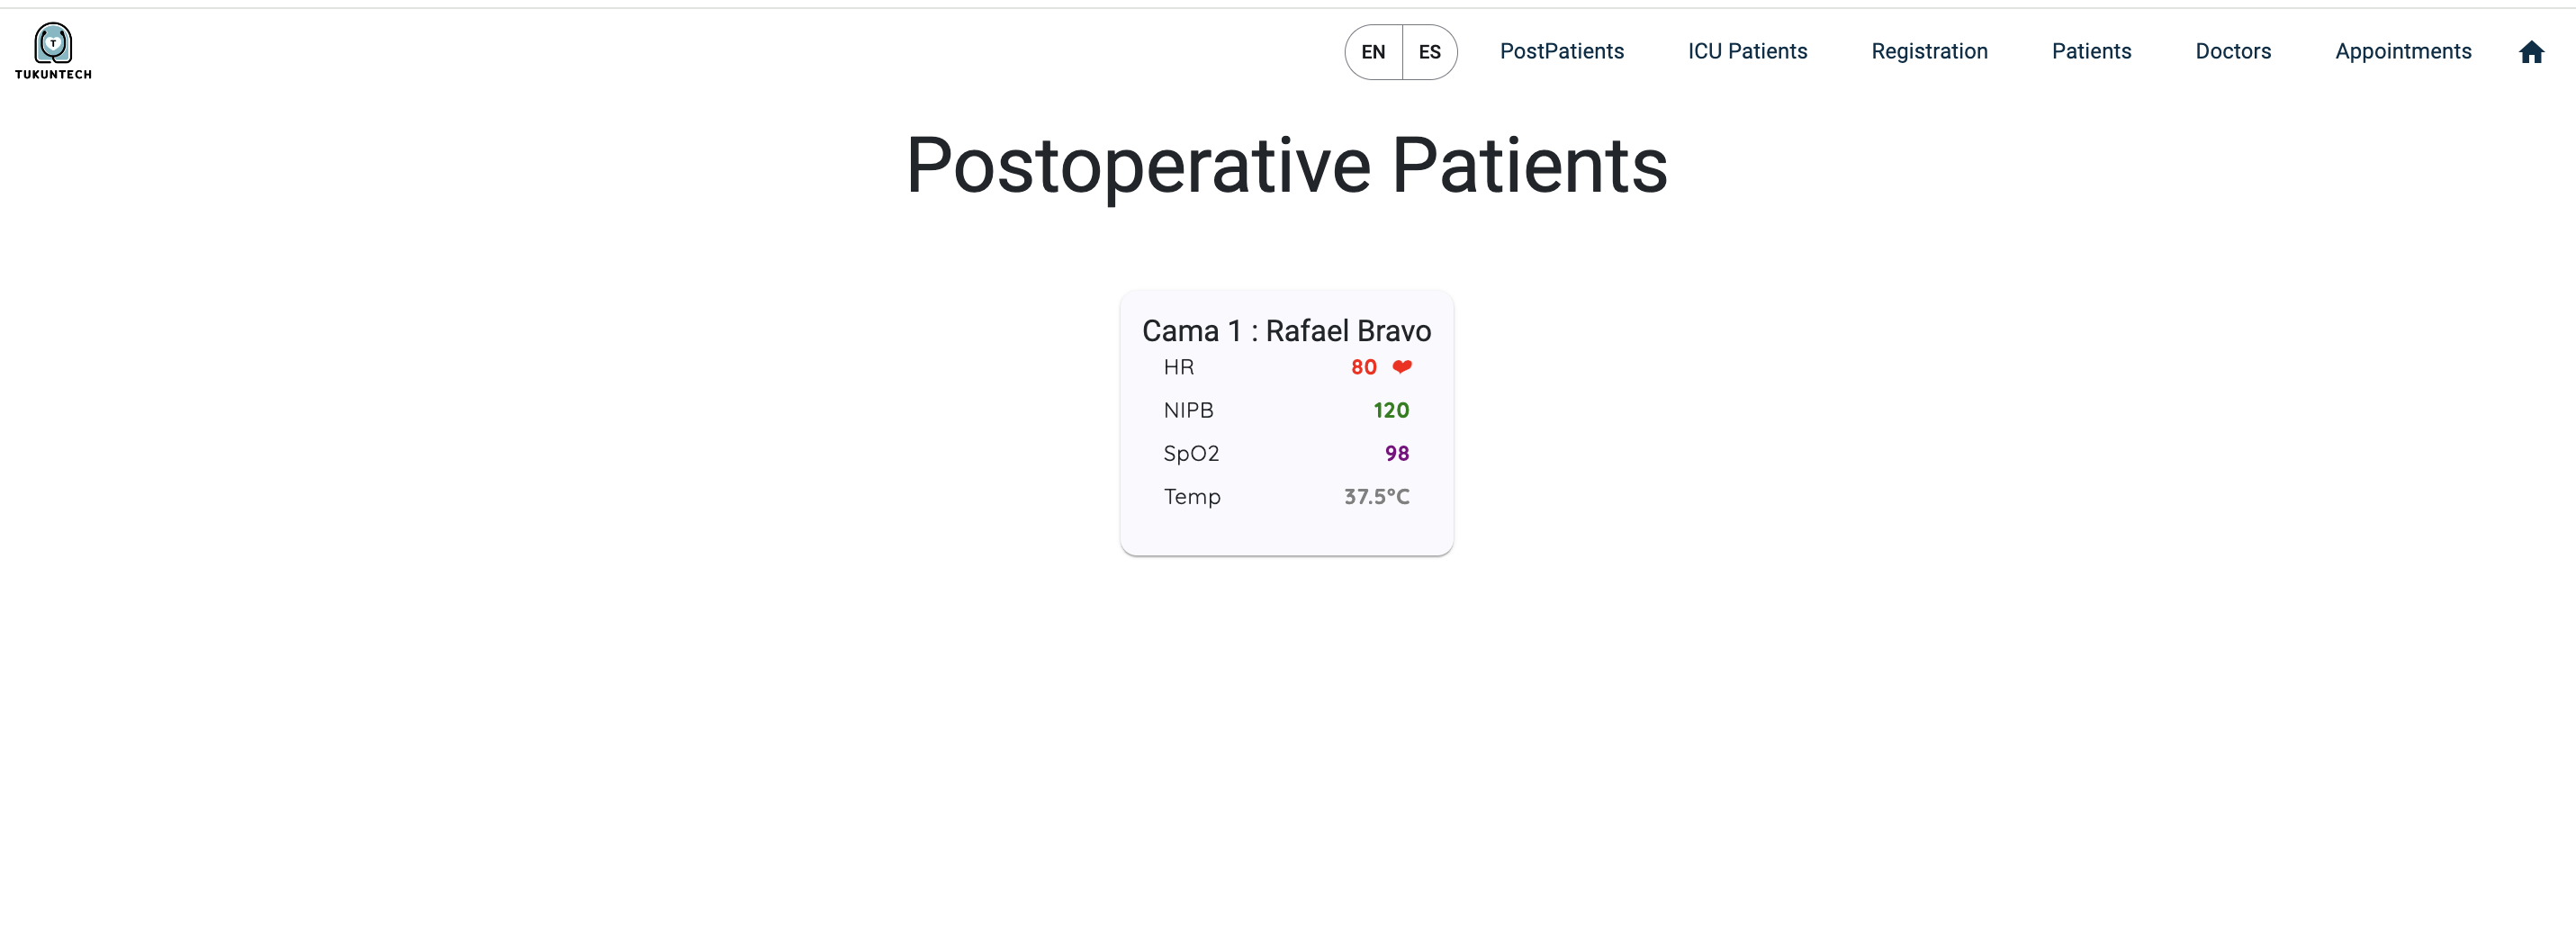 T
TUKUNTECH
EN ES PostPatients ICU Patients Registration Patients Doctors Appointments
Postoperative Patients
Cama 1 : Rafael Bravo
HR 80 ❤
NIPB 120
SpO2 98
Temp 37.5°C